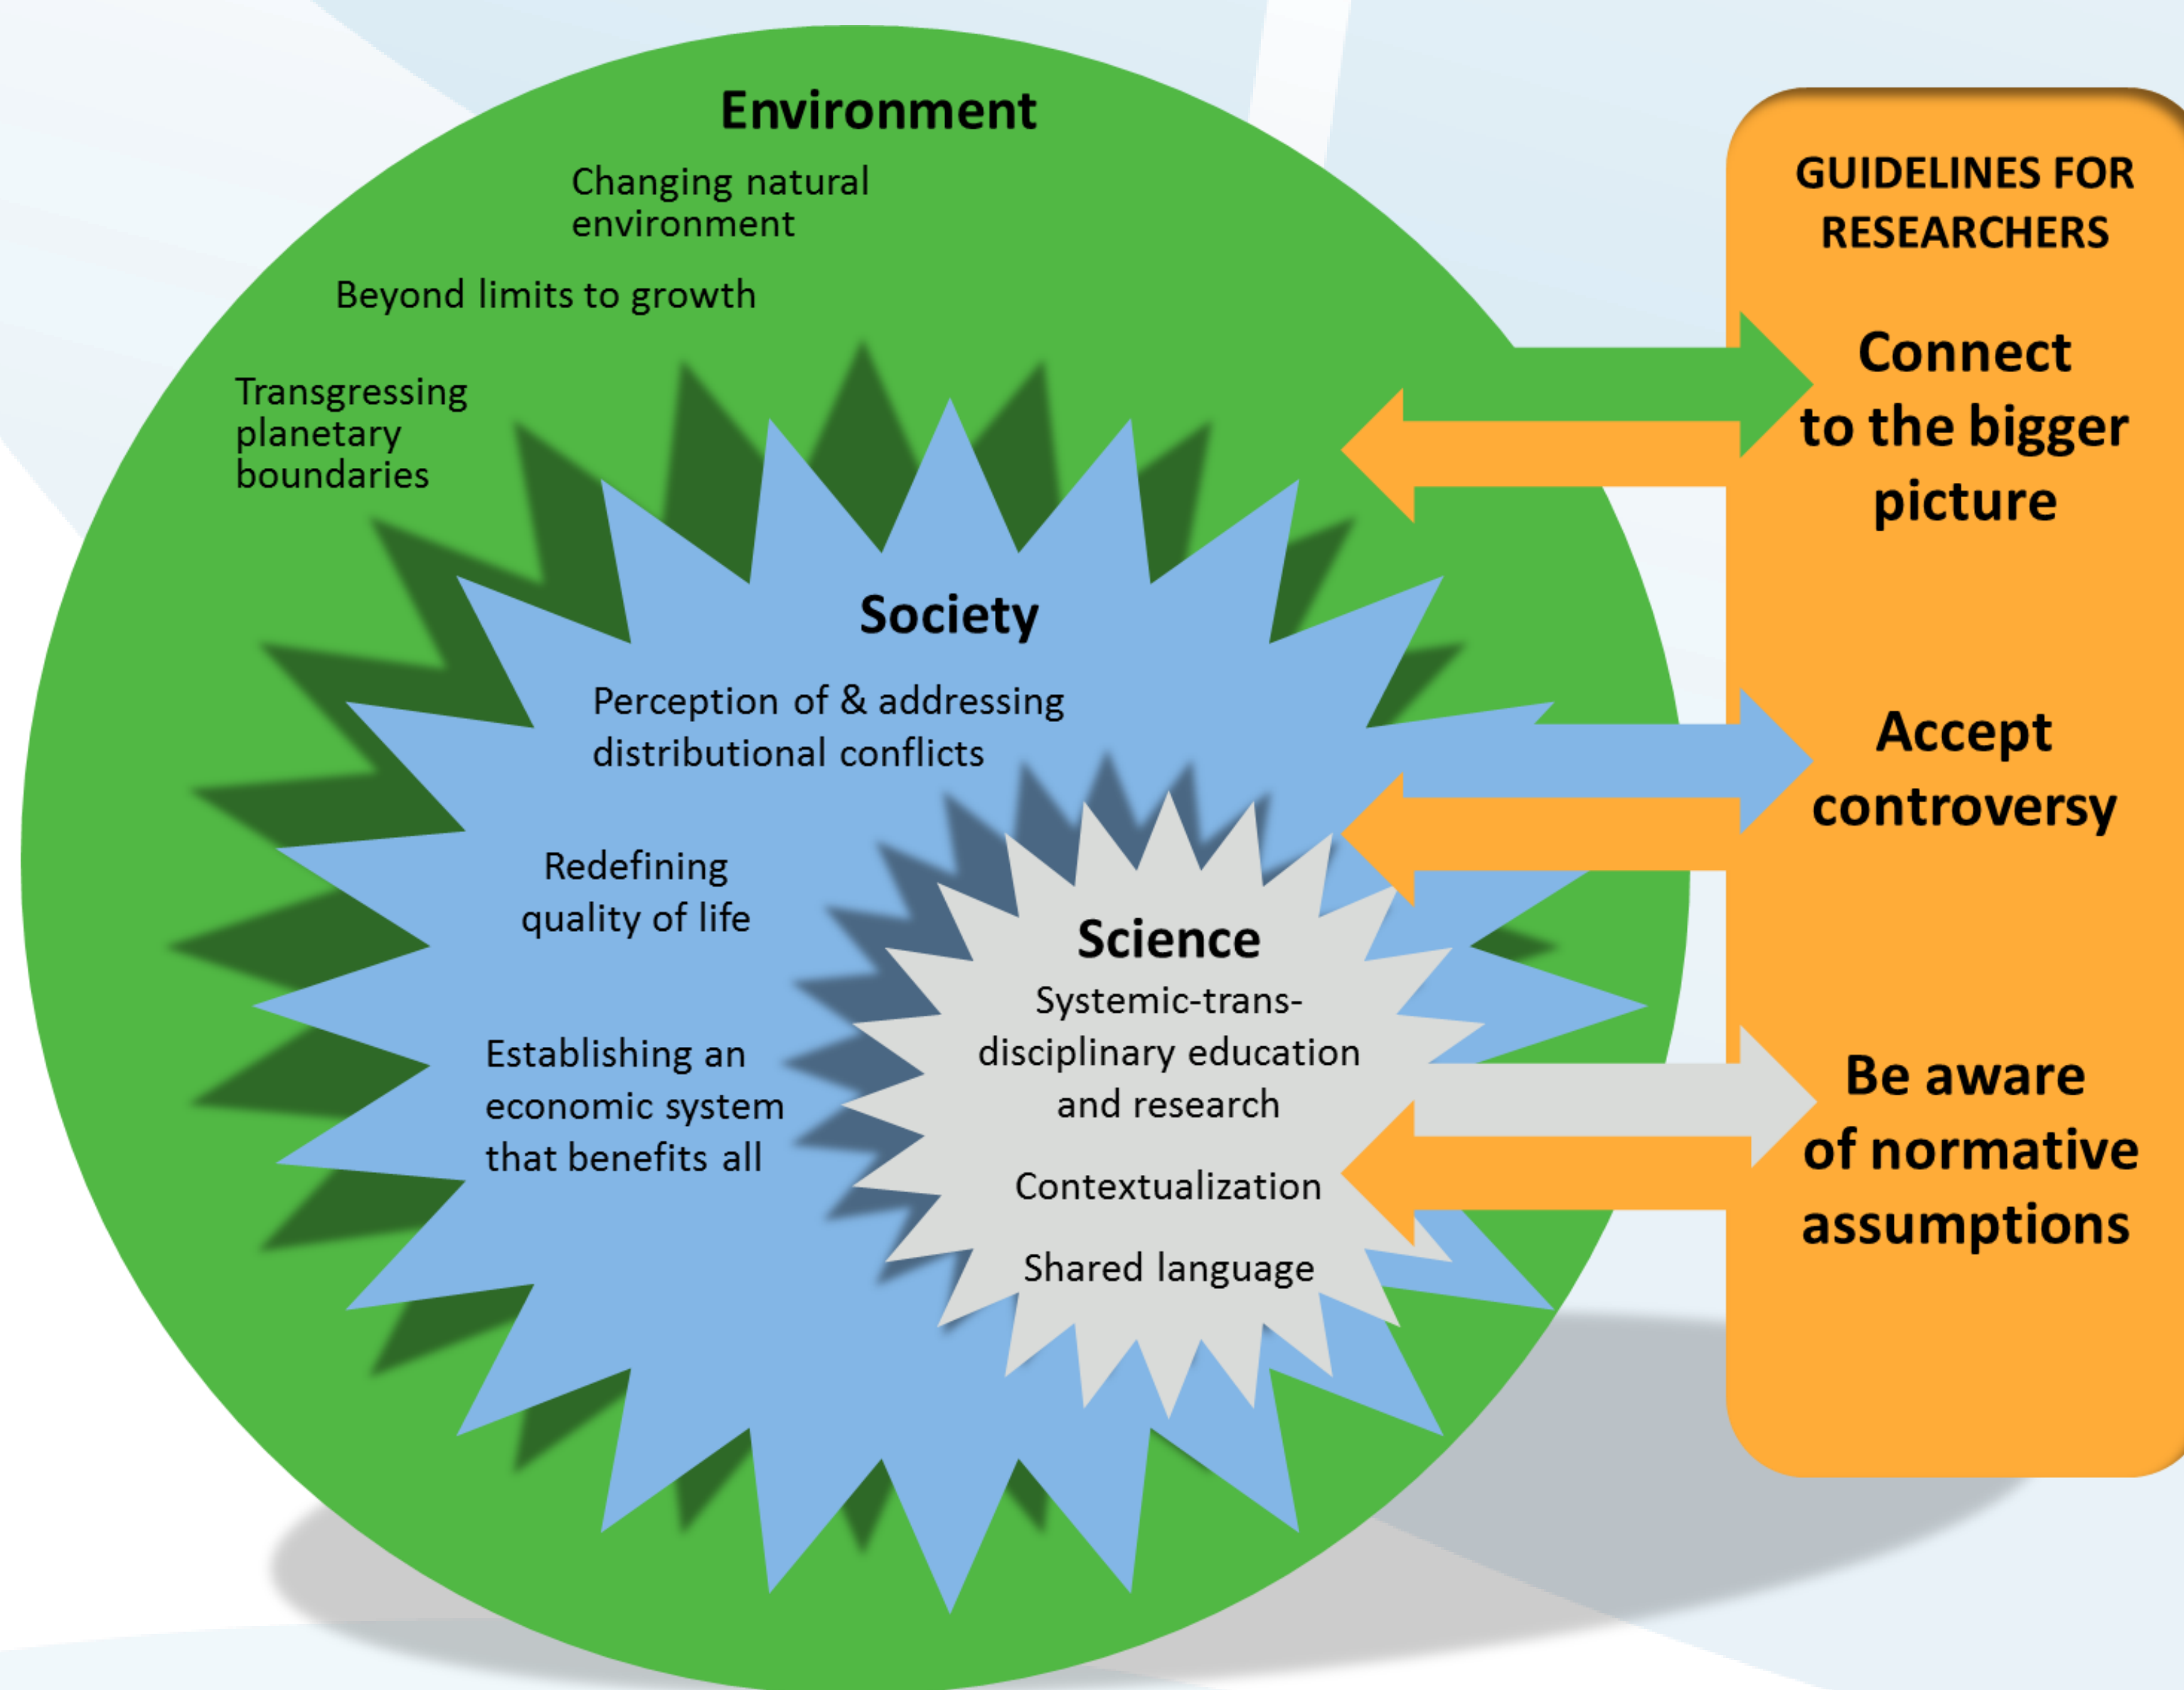 Environment
Changing natural
environment
Beyond limits to growth
Transgressing
planetary
boundaries
Society
Perception of & addressing
distributional conflicts
Redefining
quality of life
Establishing an
economic system
that benefits all
Science
Systemic-trans-
disciplinary education
and research
Contextualization
Shared language
GUIDELINES FOR
RESEARCHERS
Connect
to the bigger
picture
Accept
controversy
Be aware
of normative
assumptions